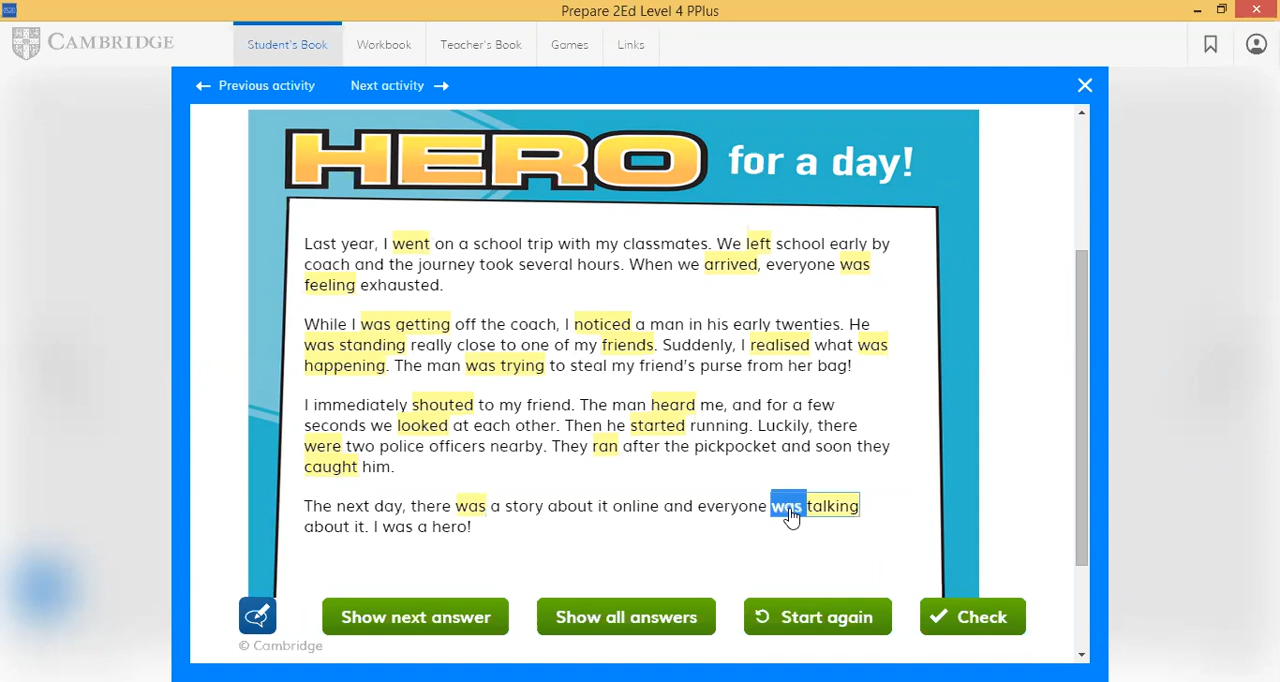 Prepare 2Ed Level 4 PPlus
CAMBRIDGE
Student's Book
Workbook
Teacher's Book
Games
Links
Previous activity
Next activity
HERO for a day!
Last year, I went on a school trip with my classmates. We left school early by
coach and the journey took several hours. When we arrived, everyone was
feeling exhausted.
While I was getting off the coach, I noticed a man in his early twenties. He
was standing really close to one of my friends. Suddenly, I realised what was
happening. The man was trying to steal my friend's purse from her bag!
I immediately shouted to my friend. The man heard me, and for a few
seconds we looked at each other. Then he started running. Luckily, there
were two police officers nearby. They ran after the pickpocket and soon they
caught him.
The next day, there was a story about it online and everyone was talking
about it. I was a hero!
Show next answer
Show all answers
Start again
Check
© Cambridge